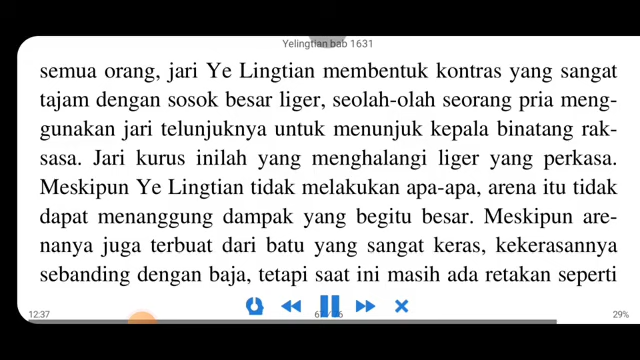 Yelingtian bab 1631
semua orang, jari Ye Lingtian membentuk kontras yang sangat
tajam dengan sosok besar liger, seolah-olah seorang pria meng-
gunakan jari telunjuknya untuk menunjuk kepala binatang rak-
sasa. Jari kurus inilah yang menghalangi liger yang perkasa.
Meskipun Ye Lingtian tidak melakukan apa-apa, arena itu tidak
dapat menanggung dampak yang begitu besar. Meskipun are-
nanya juga terbuat dari batu yang sangat keras, kekerasannya
sebanding dengan baja, tetapi saat ini masih ada retakan seperti
12:37
29%